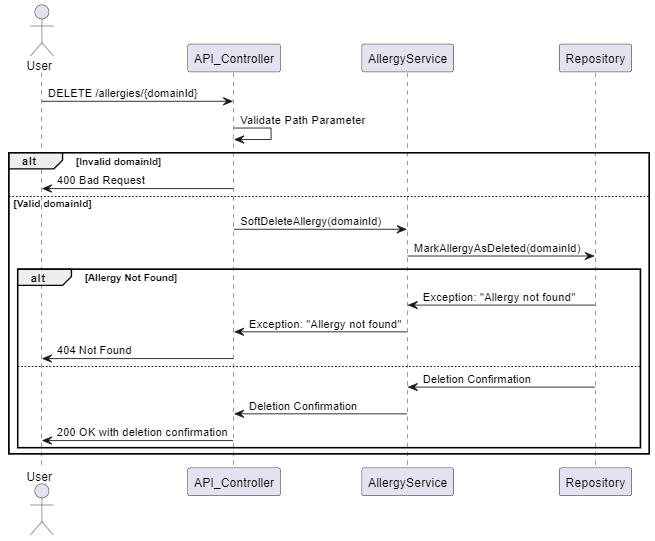 User
API_Controller
AllergyService
Repository
DELETE /allergies/{domainId}
Validate Path Parameter
alt
[Invalid domainId]
400 Bad Request
[Valid domainId]
SoftDeleteAllergy(domainId)
MarkAllergyAsDeleted(domainId)
alt
[Allergy Not Found]
Exception: "Allergy not found"
Exception: "Allergy not found"
404 Not Found
Deletion Confirmation
Deletion Confirmation
200 OK with deletion confirmation
User
API_Controller
AllergyService
Repository